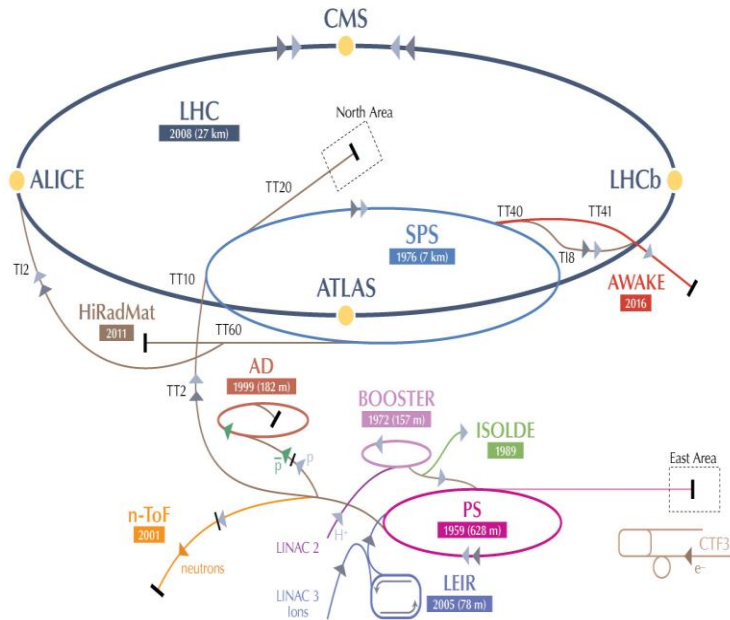 CMS
LHC
2008 (27 km)
North Area
ALICE
LHCb
TT20
TT40
TT41
SPS
1976 (7 km)
TI8
TI2
TT10
ATLAS
AWAKE
2016
HiRadMat
2011
TT60
AD
1999 (182 m)
TT2
BOOSTER
1972 (157 m)
ISOLDE
1989
p
p̅
East Area
n-ToF
2001
PS
1959 (628 m)
H⁺
LINAC 2
neutrons
CTF3
e⁻
LEIR
2005 (78 m)
LINAC 3
Ions